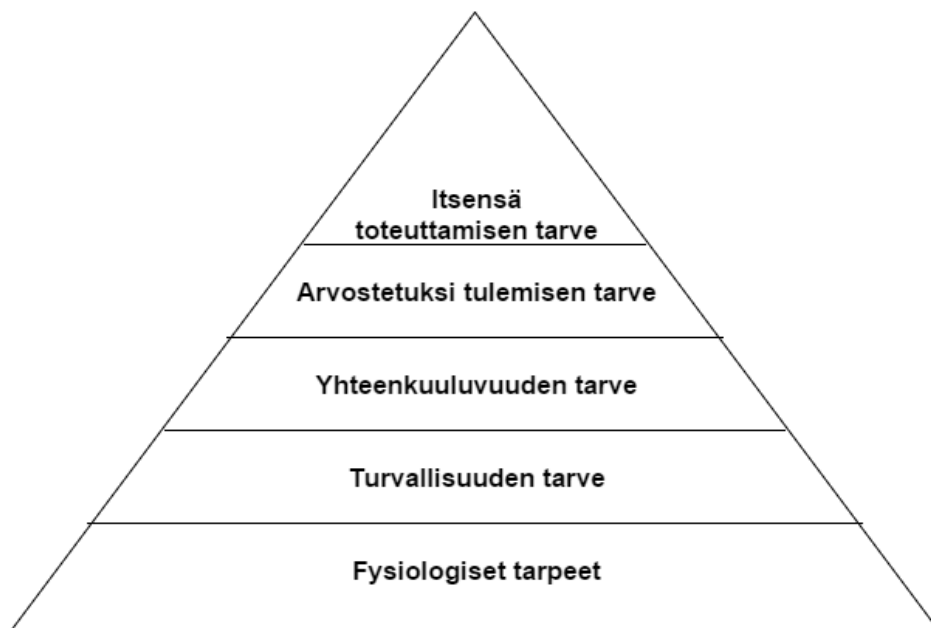 Itsensä
toteuttamisen tarve
Arvostetuksi tulemisen tarve
Yhteenkuuluvuuden tarve
Turvallisuuden tarve
Fysiologiset tarpeet